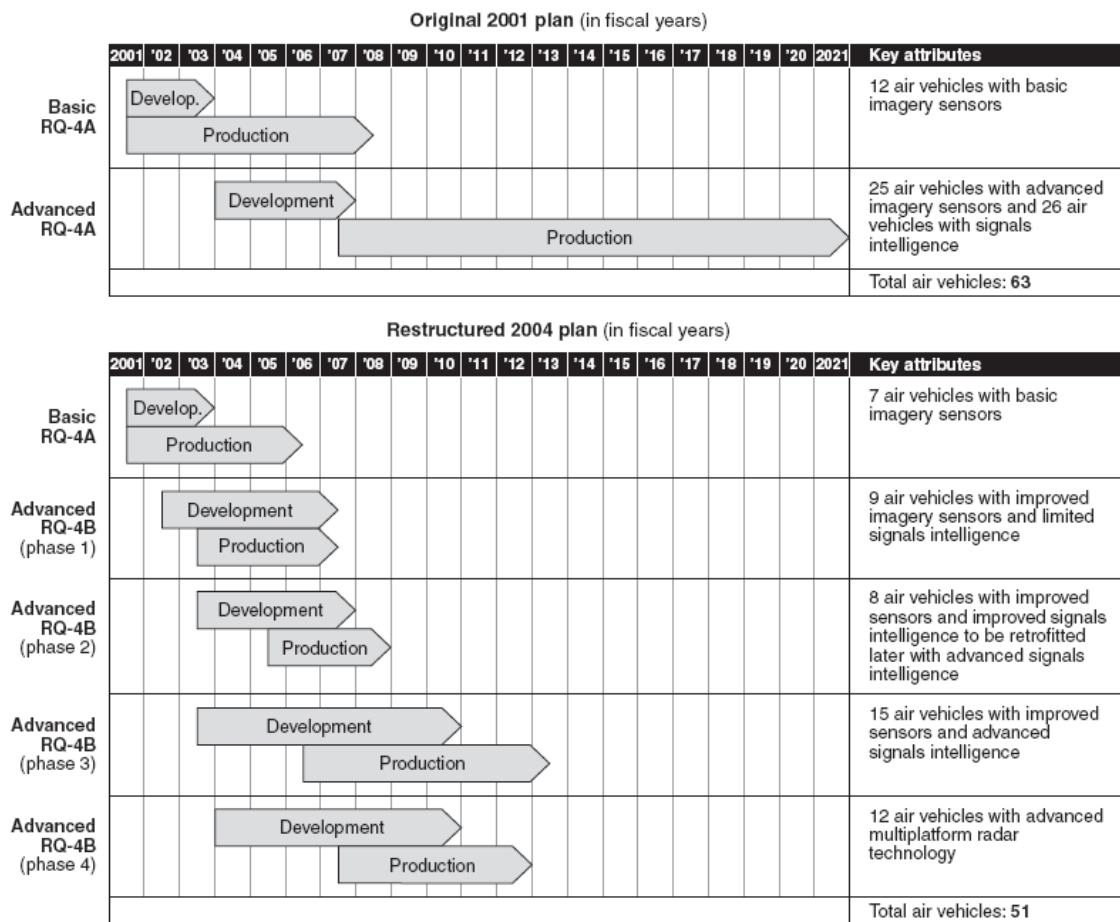 Original 2001 plan (in fiscal years)
2001 '02 '03 '04 '05 '06 '07 '08 '09 '10 '11 '12 '13 '14 '15 '16 '17 '18 '19 '20 2021 Key attributes
Basic
RQ-4A
Develop.
Production
12 air vehicles with basic
imagery sensors
Advanced
RQ-4A
Development
Production
25 air vehicles with advanced
imagery sensors and 26 air
vehicles with signals
intelligence
Total air vehicles: 63
Restructured 2004 plan (in fiscal years)
2001 '02 '03 '04 '05 '06 '07 '08 '09 '10 '11 '12 '13 '14 '15 '16 '17 '18 '19 '20 2021 Key attributes
Basic
RQ-4A
Develop.
Production
7 air vehicles with basic
imagery sensors
Advanced
RQ-4B
(phase 1)
Development
Production
9 air vehicles with improved
imagery sensors and limited
signals intelligence
Advanced
RQ-4B
(phase 2)
Development
Production
8 air vehicles with improved
sensors and improved signals
intelligence to be retrofitted
later with advanced signals
intelligence
Advanced
RQ-4B
(phase 3)
Development
Production
15 air vehicles with improved
sensors and advanced
signals intelligence
Advanced
RQ-4B
(phase 4)
Development
Production
12 air vehicles with advanced
multiplatform radar
technology
Total air vehicles: 51